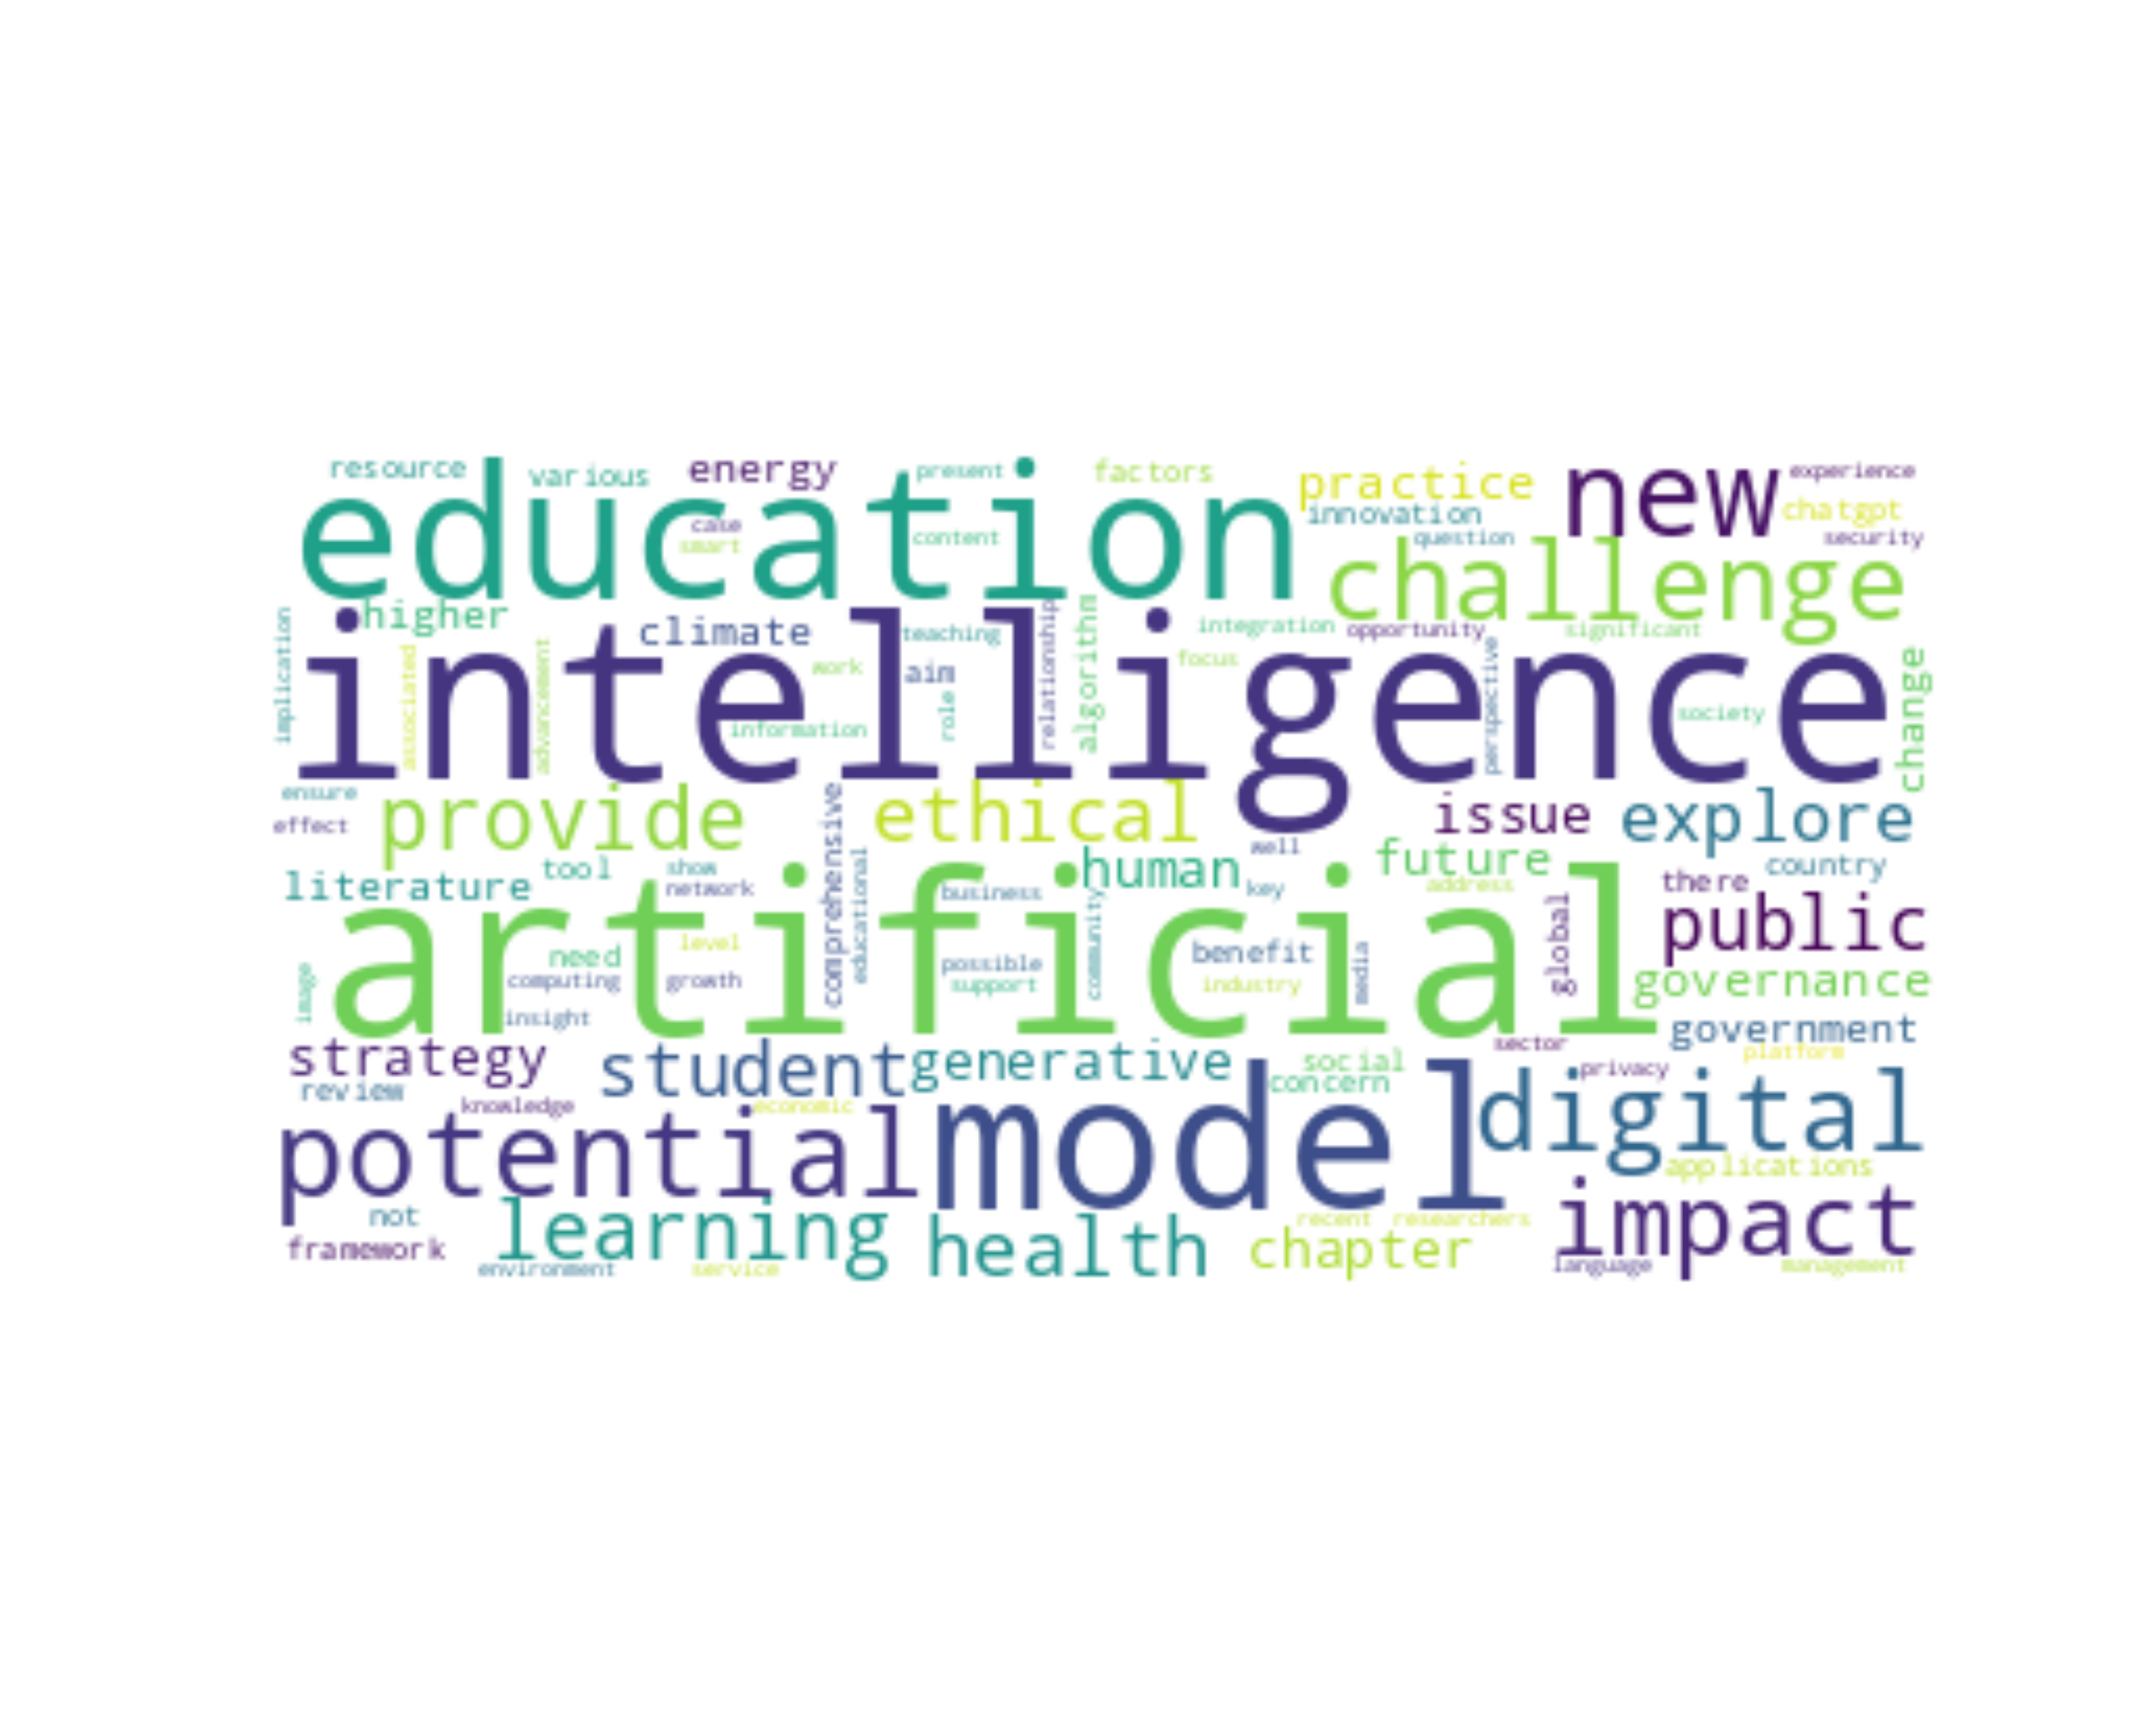 resource various energy present factors practice new experience
education case smart content innovation question chatgpt security
challenge
higher climate teaching integration opportunity significant
intelligence
implication associated advancement work aim role relationship algorithm focus perspective society change
information
ensure provide ethical issue explore
effect comprehensive educational well future country
literature tool show network business human key address there
artificial
public
need level possible community benefit media global
image computing growth support industry governance
insight
strategy student generative social sector government
review concern privacy platform
knowledge economic
potential model digital
applications
not learning health recent researchers impact
framework chapter
environment service language management